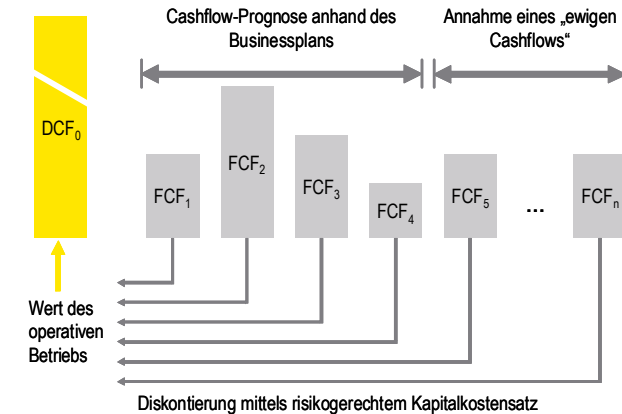 Cashflow-Prognose anhand des
Businessplans
Annahme eines „ewigen
Cashflows“
DCF0
FCF1
FCF2
FCF3
FCF4
FCF5
...
FCFn
Wert des
operativen
Betriebs
Diskontierung mittels risikogerechtem Kapitalkostensatz